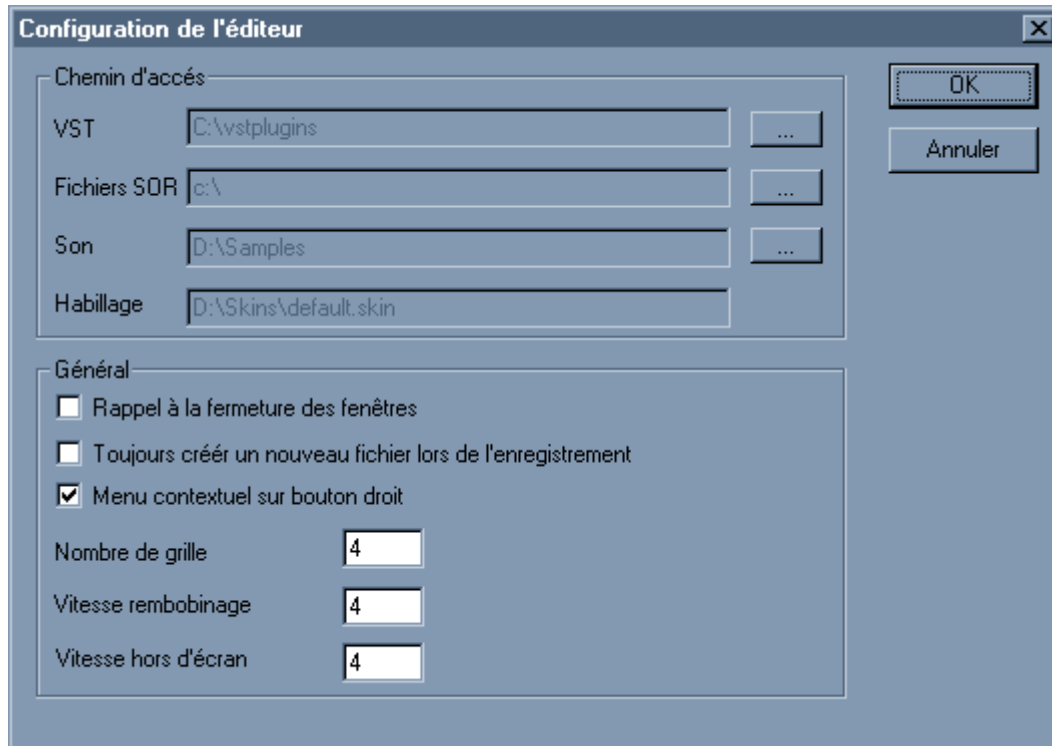 Configuration de l'éditeur
Chemin d'accés
OK
VST C:\vstplugins ...
Annuler
Fichiers SOR c:\ ...
Son D:\Samples ...
Habillage D:\Skins\default.skin
Général
Rappel à la fermeture des fenêtres
Toujours créér un nouveau fichier lors de l'enregistrement
Menu contextuel sur bouton droit
Nombre de grille 4
Vitesse rembobinage 4
Vitesse hors d'écran 4